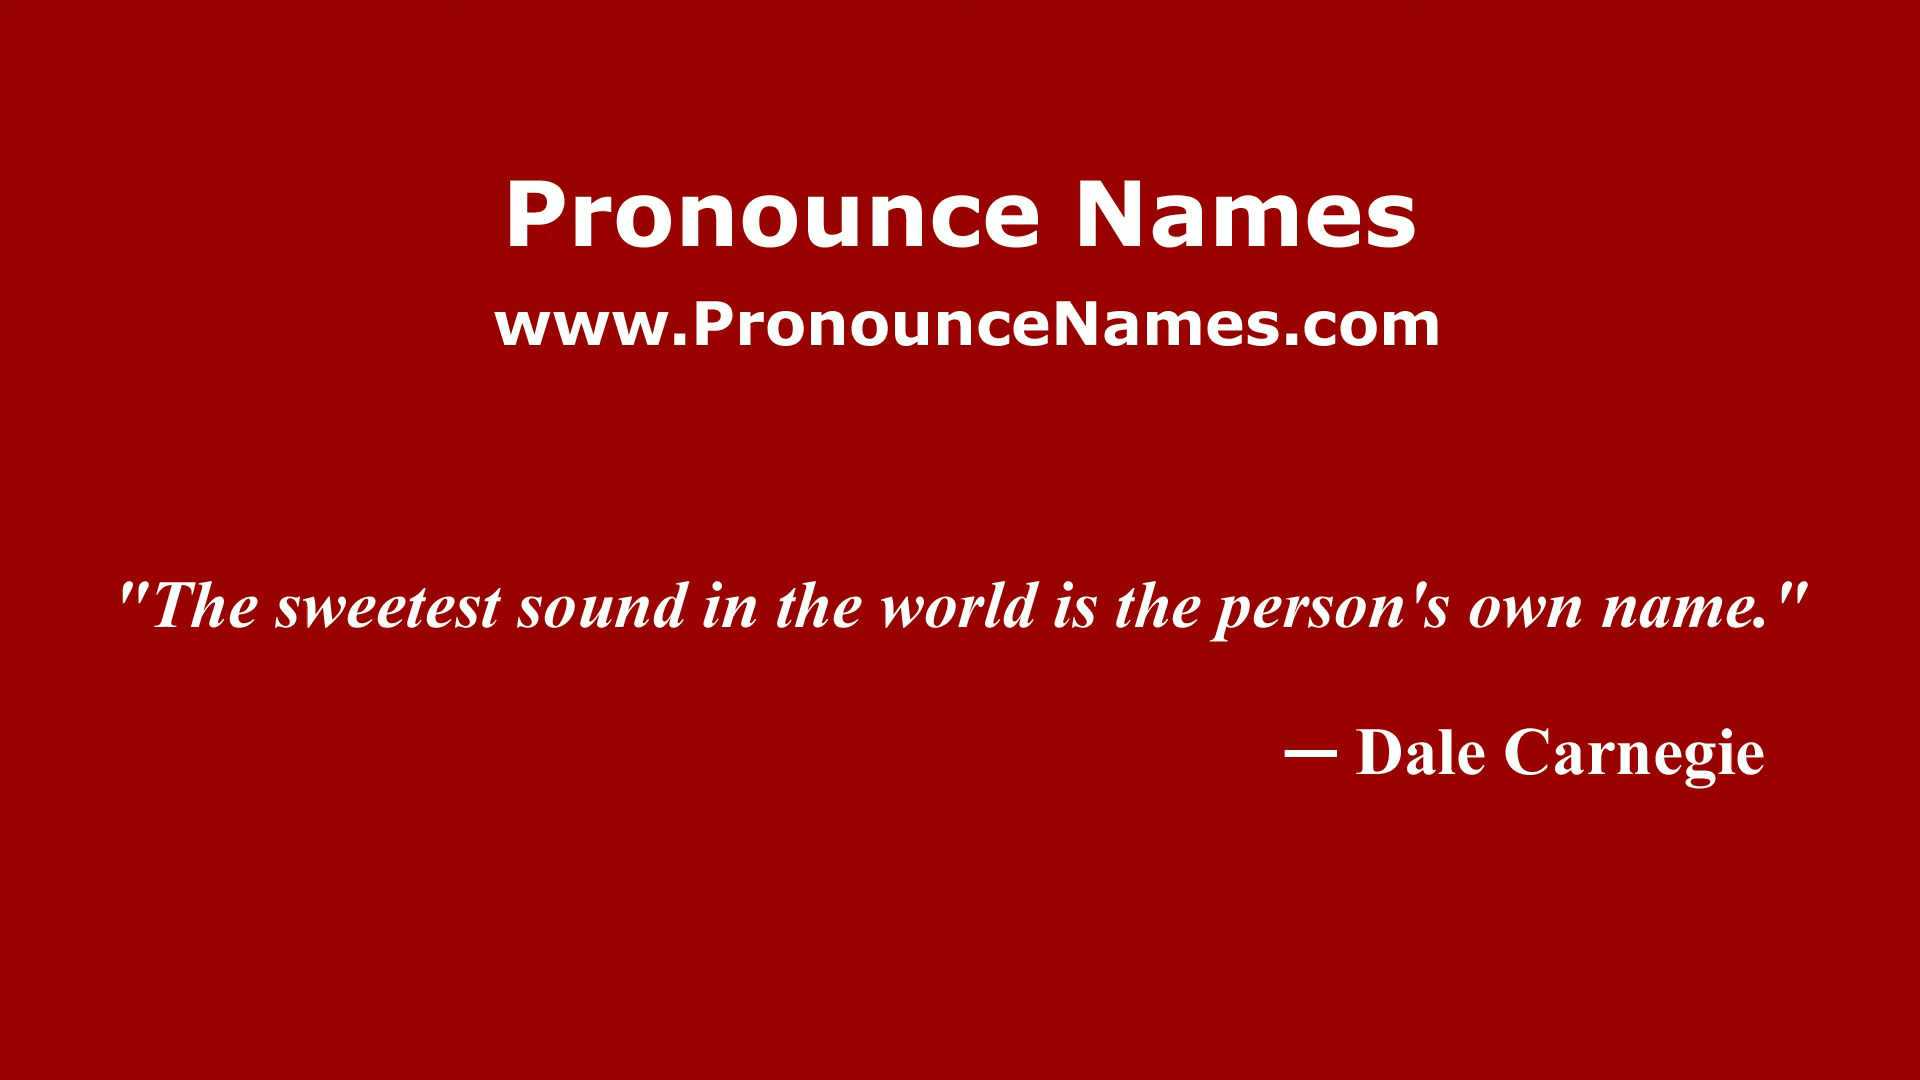 Pronounce Names
www.PronounceNames.com
"The sweetest sound in the world is the person's own name."
— Dale Carnegie